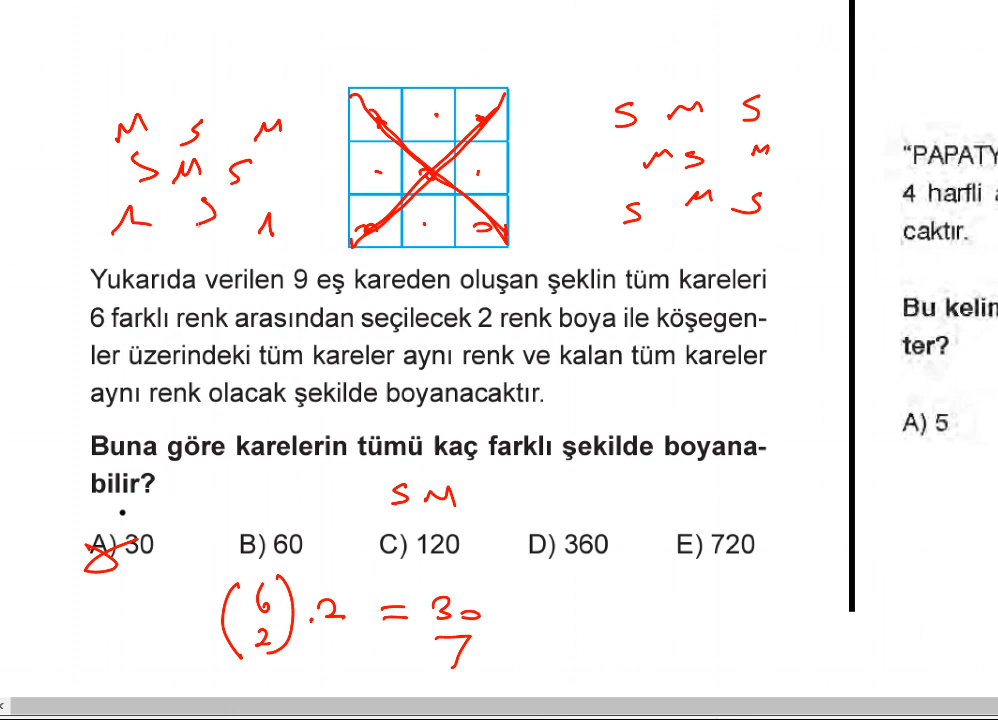 M S M
S M S
S
S M S
M S M
S M S
Yukarıda verilen 9 eş kareden oluşan şeklin tüm kareleri
6 farklı renk arasından seçilecek 2 renk boya ile köşegen-
ler üzerindeki tüm kareler aynı renk ve kalan tüm kareler
aynı renk olacak şekilde boyanacaktır.
Buna göre karelerin tümü kaç farklı şekilde boyana-
bilir?
S M
A) 30 B) 60 C) 120 D) 360 E) 720
(6 2) . 2 = 30
4 harfli
caktır.
Bu
ter?
A) 5